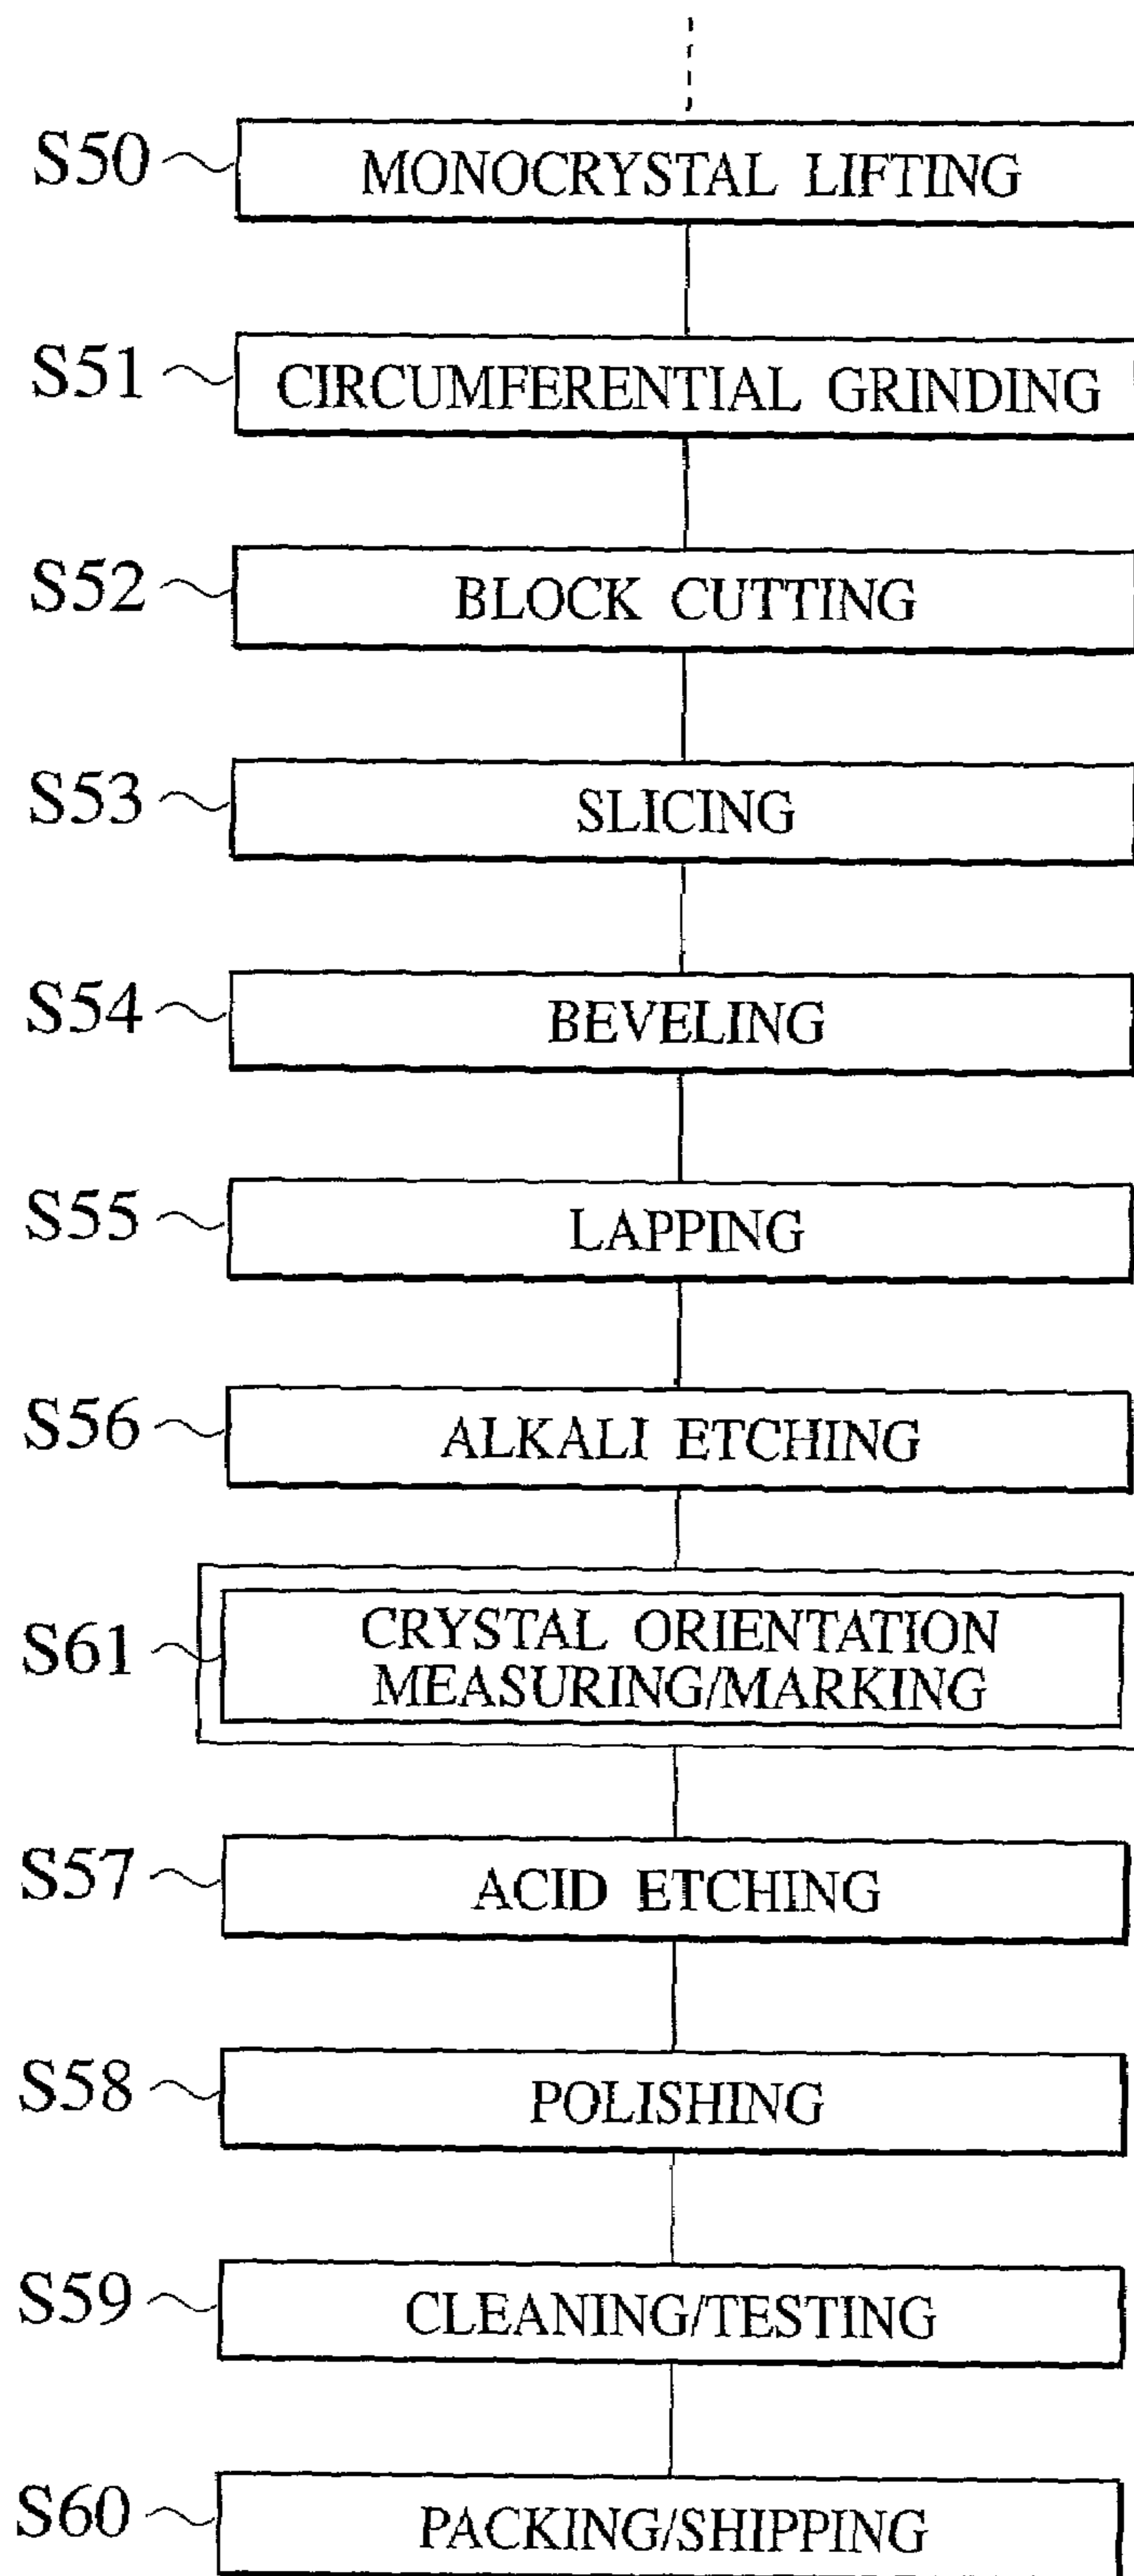 S50 MONOCRYSTAL LIFTING
S51 CIRCUMFERENTIAL GRINDING
S52 BLOCK CUTTING
S53 SLICING
S54 BEVELING
S55 LAPPING
S56 ALKALI ETCHING
S61 CRYSTAL ORIENTATION
MEASURING/MARKING
S57 ACID ETCHING
S58 POLISHING
S59 CLEANING/TESTING
S60 PACKING/SHIPPING